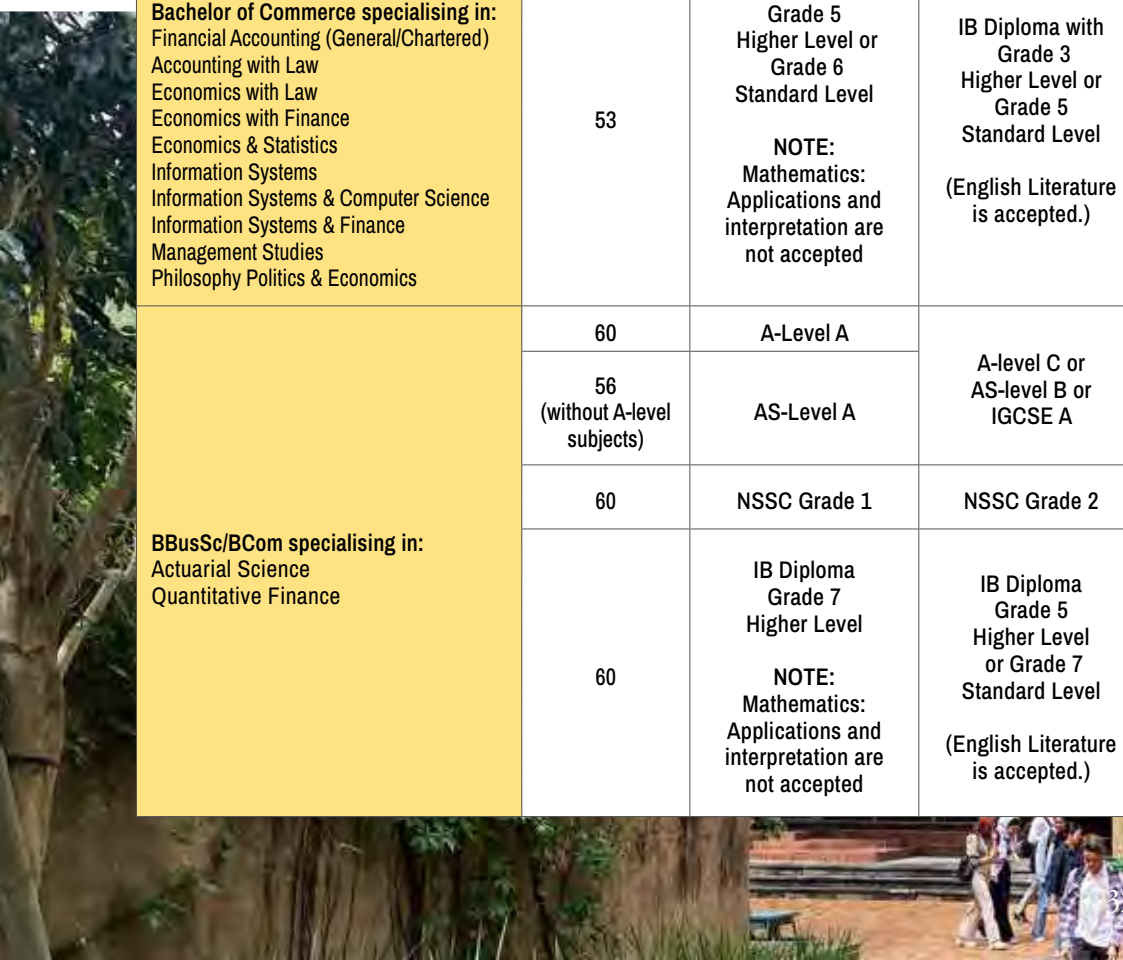 Bachelor of Commerce specialising in:
Financial Accounting (General/Chartered)
Accounting with Law
Economics with Law
Economics with Finance
Economics & Statistics
Information Systems
Information Systems & Computer Science
Information Systems & Finance
Management Studies
Philosophy Politics & Economics
53
Grade 5
Higher Level or
Grade 6
Standard Level
NOTE:
Mathematics:
Applications and
interpretation are
not accepted
IB Diploma with
Grade 3
Higher Level or
Grade 5
Standard Level
(English Literature
is accepted.)
BBusSc/BCom specialising in:
Actuarial Science
Quantitative Finance
60
A-Level A
A-level C or
AS-level B or
IGCSE A
56
(without A-level
subjects)
AS-Level A
60
NSSC Grade 1
NSSC Grade 2
60
IB Diploma
Grade 7
Higher Level
NOTE:
Mathematics:
Applications and
interpretation are
not accepted
IB Diploma
Grade 5
Higher Level
or Grade 7
Standard Level
(English Literature
is accepted.)
3